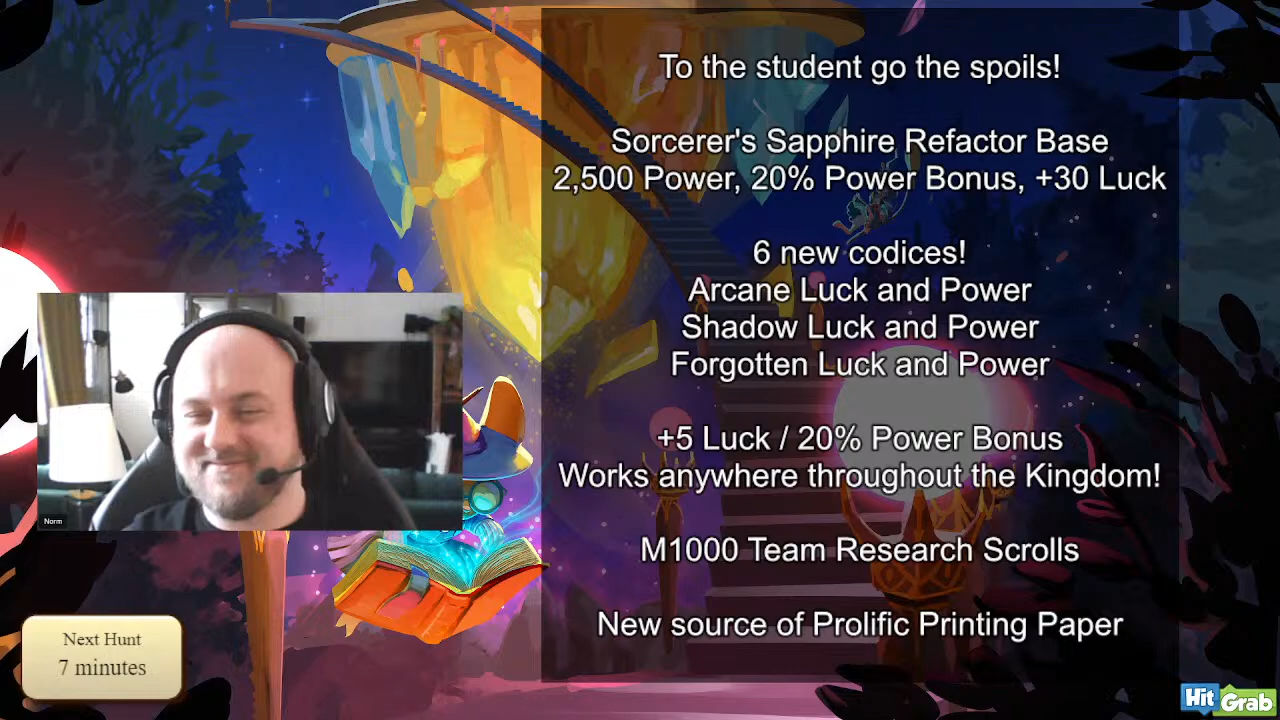 To the student go the spoils!
Sorcerer's Sapphire Refactor Base
2,500 Power, 20% Power Bonus, +30 Luck
6 new codices!
Arcane Luck and Power
Shadow Luck and Power
Forgotten Luck and Power
+5 Luck / 20% Power Bonus
Works anywhere throughout the Kingdom!
M1000 Team Research Scrolls
New source of Prolific Printing Paper
Norm
Next Hunt
7 minutes
Hit Grab